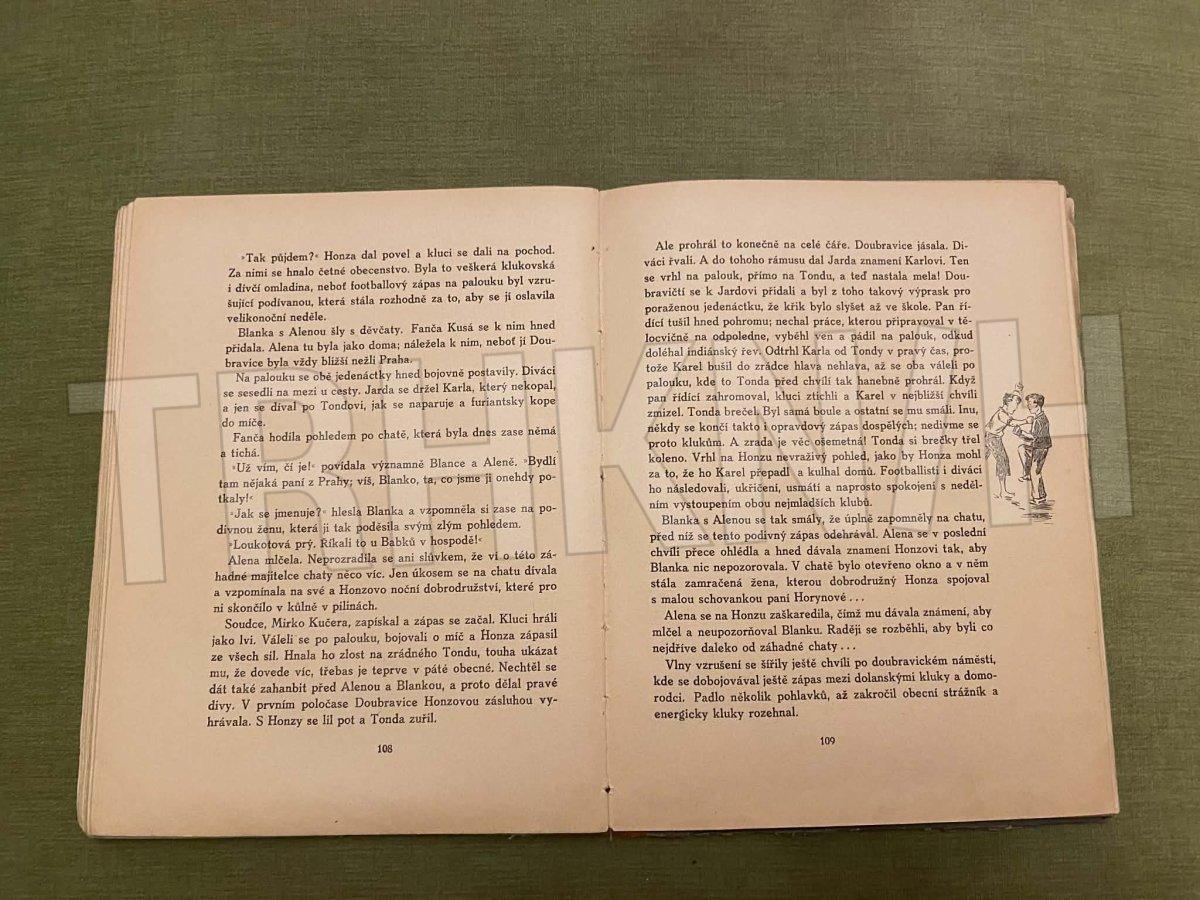 »Tak půjdem?« Honza dal povel a kluci se dali na pochod.
Za nimi se hnalo četné obecenstvo. Byla to veškerá klukovská
i dívčí omladina, neboť footballový zápas na palouku byl vzru-
šující podívanou, která stála rozhodně za to, aby se jí oslavila
velikonoční neděle.
Blanka s Alenou šly s děvčaty. Fanča Kusá se k nim hned
přidala. Alena tu byla jako doma; náležela k nim, neboť jí Dou-
bravice byla vždy bližší nežli Praha.
Na palouku se obě jedenáctky hned bojovně postavily. Diváci
se sesedli na mezi u cesty. Jarda se držel Karla, který nekopal,
a jen se díval po Tondovi, jak se naparuje a furiantsky kope
do míče.
Fanča hodila pohledem po chatě, která byla dnes zase němá
a tichá.
»Už vím, čí je!« povídala významně Blance a Aleně. »Bydlí
tam nějaká paní z Prahy; víš, Blanko, ta, co jsme ji onehdy po-
tkaly!«
»Jak se jmenuje?« hlesla Blanka a vzpomněla si zase na po-
divnou ženu, která ji tak poděsila svým zlým pohledem.
»Loukotová prý. Říkali to u Babků v hospodě!«
Alena mlčela. Neprozradila se ani slůvkem, že ví o této zá-
hadné majitelce chaty něco víc. Jen úkosem se na chatu dívala
a vzpomínala na své a Honzovo noční dobrodružství, které pro
ni skončilo v kůlně v pilinách.
Soudce, Mirko Kučera, zapískal a zápas se začal. Kluci hráli
jako lvi. Váleli se po palouku, bojovali o míč a Honza zápasil
ze všech sil. Hnala ho zlost na zrádného Tondu, touha ukázat
mu, že dovede víc, třebas je teprve v páté obecné. Nechtěl se
dát také zahanbit před Alenou a Blankou, a proto dělal pravé
divy. V prvním poločase Doubravice Honzovou zásluhou vy-
hrávala. S Honzy se lil pot a Tonda zuřil.
108
Ale prohrál to konečně na celé čáře. Doubravice jásala. Di-
váci řvali. A do tohoho rámusu dal Jarda znamení Karlovi. Ten
se vrhl na palouk, přímo na Tondu, a teď nastala mela! Dou-
bravičtí se k Jardovi přidali a byl z toho takový výprask pro
poraženou jedenáctku, že křik bylo slyšet až ve škole. Pan ří-
dící tušil hned pohromu; nechal práce, kterou připravoval v tě-
locvičně na odpoledne, vyběhl ven a pádil na palouk, odkud
doléhal indiánský řev. Odtrhl Karla od Tondy v pravý čas, pro-
tože Karel bušil do zrádce hlava nehlava, až se oba váleli po
palouku, kde to Tonda před chvílí tak hanebně prohrál. Když
pan řídící zahromoval, kluci ztichli a Karel v nejbližší chvíli
zmizel. Tonda brečel. Byl samá boule a ostatní se mu smáli. Inu,
někdy se končí takto i opravdový zápas dospělých; nedivme se
proto klukům. A zrada je věc ošemetná! Tonda si brečky třel
koleno. Vrhl na Honzu nevraživý pohled, jako by Honza mohl
za to, že ho Karel přepadl a kulhal domů. Footballisti i diváci
ho následovali, ukřičení, usmátí a naprosto spokojení s neděl-
ním vystoupením obou nejmladších klubů.
Blanka s Alenou se tak smály, že úplně zapomněly na chatu,
před níž se tento podivný zápas odehrával. Alena se v poslední
chvíli přece ohlédla a hned dávala znamení Honzovi tak, aby
Blanka nic nepozorovala. V chatě bylo otevřeno okno a v něm
stála zamračená žena, kterou dobrodružný Honza spojoval
s malou schovankou paní Horynové . . .
Alena se na Honzu zaškaredila, čímž mu dávala známení, aby
mlčel a neupozorňoval Blanku. Raději se rozběhli, aby byli co
nejdříve daleko od záhadné chaty . . .
Vlny vzrušení se šířily ještě chvíli po doubravickém náměstí,
kde se dobojovával ještě zápas mezi dolanskými kluky a domo-
rodci. Padlo několik pohlavků, až zakročil obecní strážník a
energicky kluky rozehnal.
109
TRHKNIH